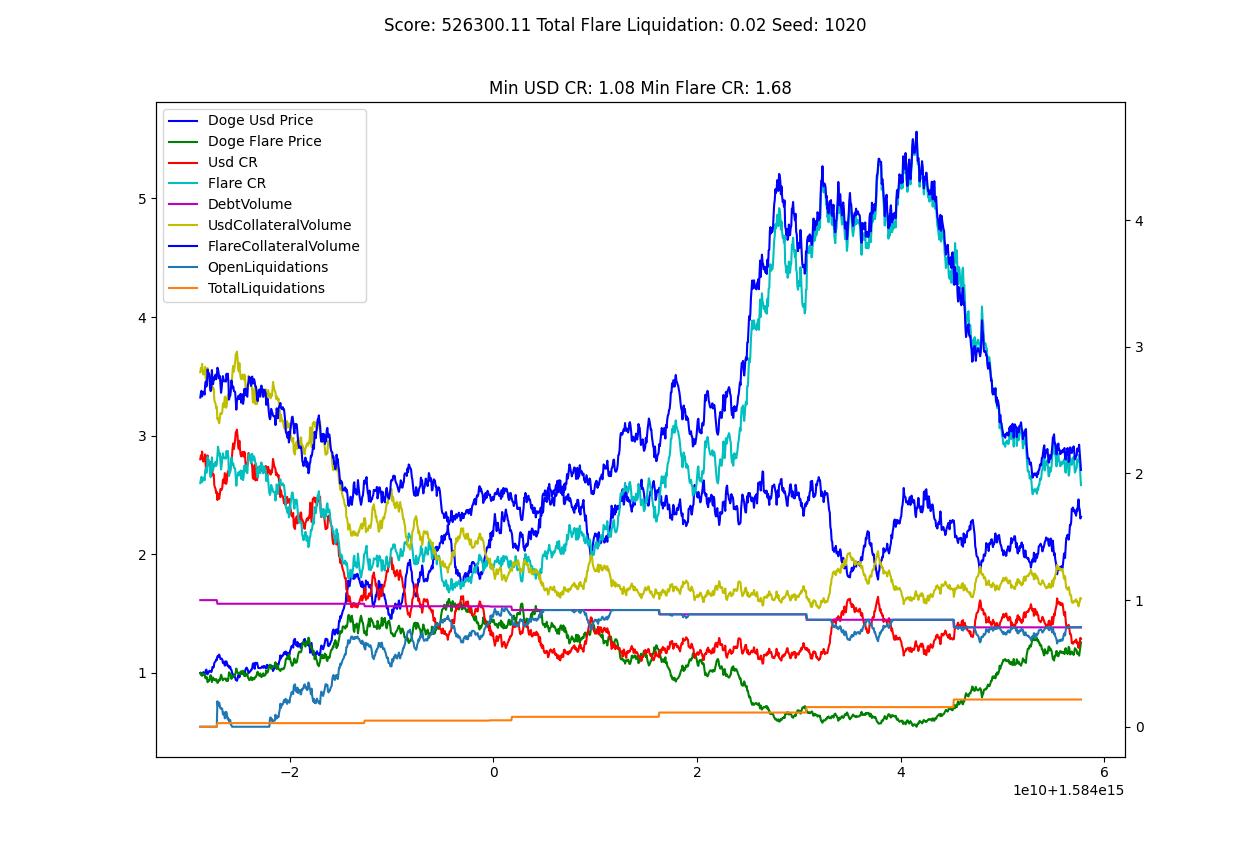 Score: 526300.11 Total Flare Liquidation: 0.02 Seed: 1020
Min USD CR: 1.08 Min Flare CR: 1.68
Doge Usd Price
Doge Flare Price
Usd CR
Flare CR
DebtVolume
UsdCollateralVolume
FlareCollateralVolume
OpenLiquidations
TotalLiquidations
5
4
3
2
1
4
3
2
1
0
−2
0
2
4
6
1e10+1.584e15